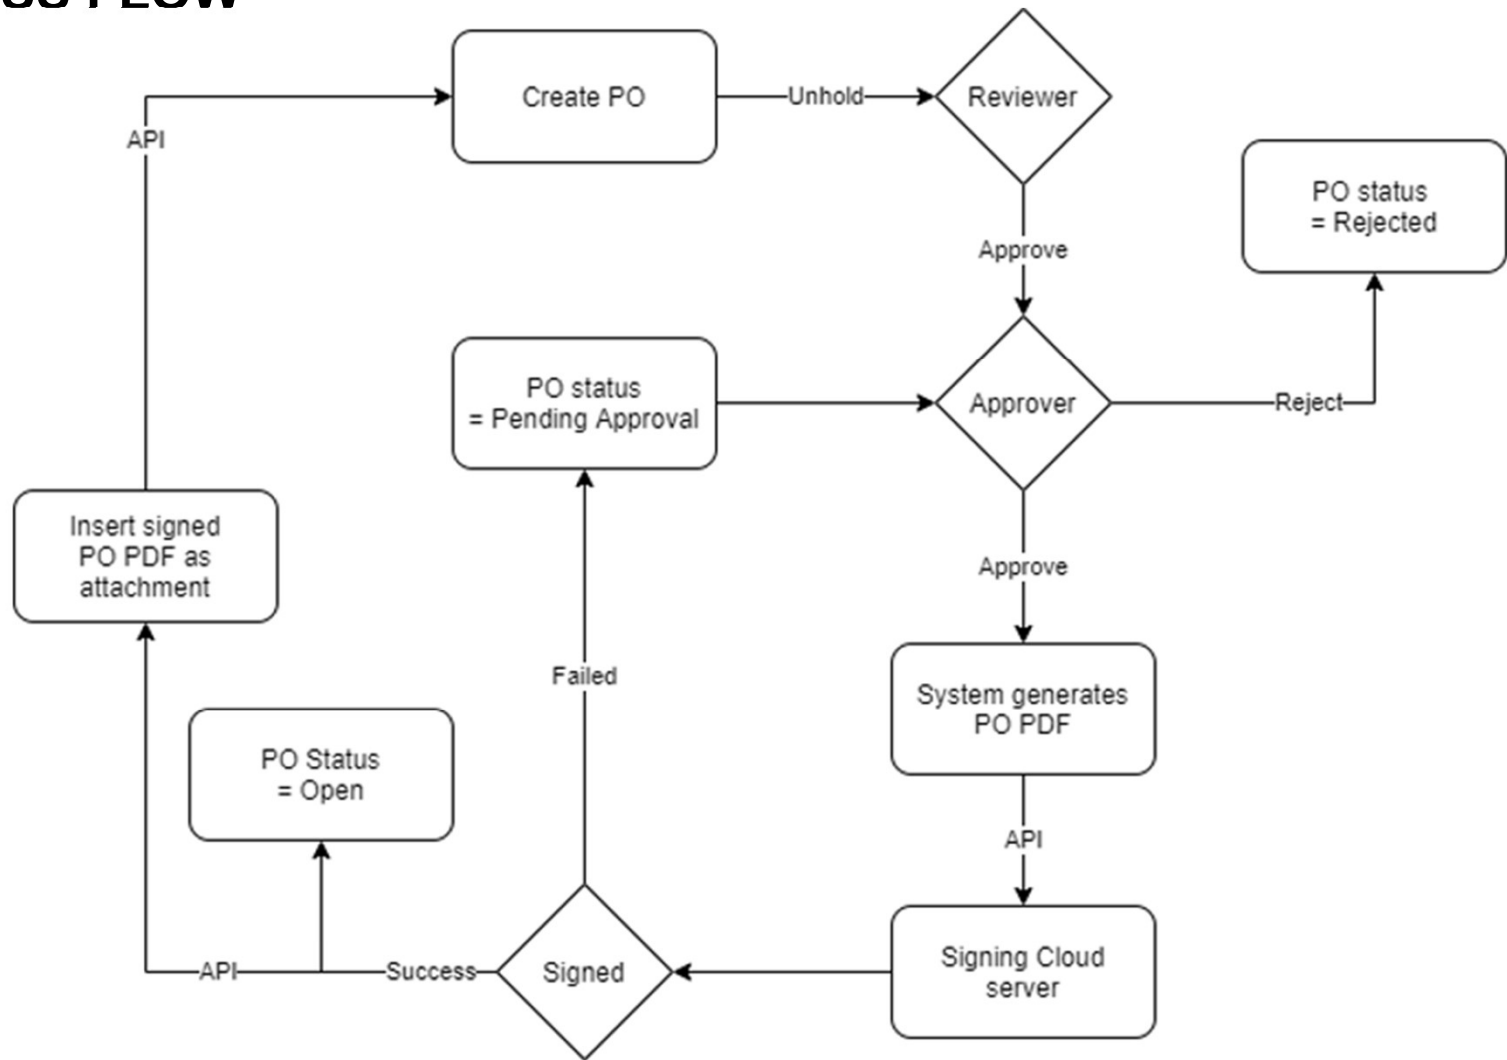 FLOW
Create PO
Unhold
Reviewer
API
PO status
= Rejected
Approve
PO status
= Pending Approval
Approver
Reject
Insert signed
PO PDF as
attachment
Approve
Failed
System generates
PO PDF
PO Status
= Open
API
Signing Cloud
server
Signed
Success
API